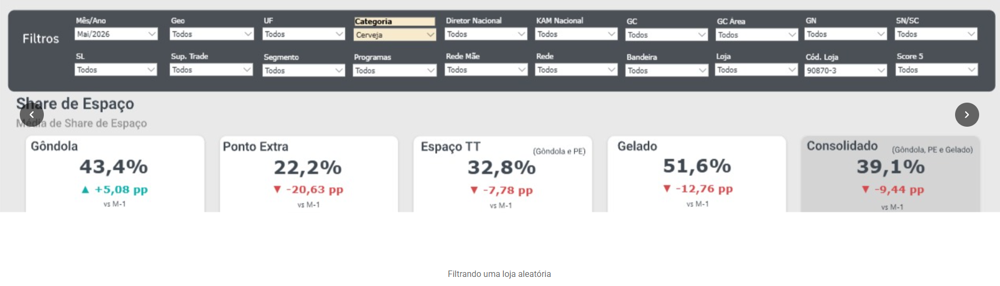 Filtros
Mês/Ano Geo UF Categoria Diretor Nacional KAM Nacional GC GC Área GN SN/SC
Mai/2026 Todos Todos Cerveja Todos Todos Todos Todos Todos Todos
SL Sup. Trade Segmento Programas Rede Mãe Rede Bandeira Loja Cód. Loja Score 5
Todos Todos Todos Todos Todos Todos Todos Todos 90870-3 Todos
Share de Espaço
Média de Share de Espaço
Gôndola
43,4%
▲ +5,08 pp
vs M-1
Ponto Extra
22,2%
▼ -20,63 pp
vs M-1
Espaço TT (Gôndola e PE)
32,8%
▼ -7,78 pp
vs M-1
Gelado
51,6%
▼ -12,76 pp
vs M-1
Consolidado (Gôndola, PE e Gelado)
39,1%
▼ -9,44 pp
vs M-1
Filtrando uma loja aleatória